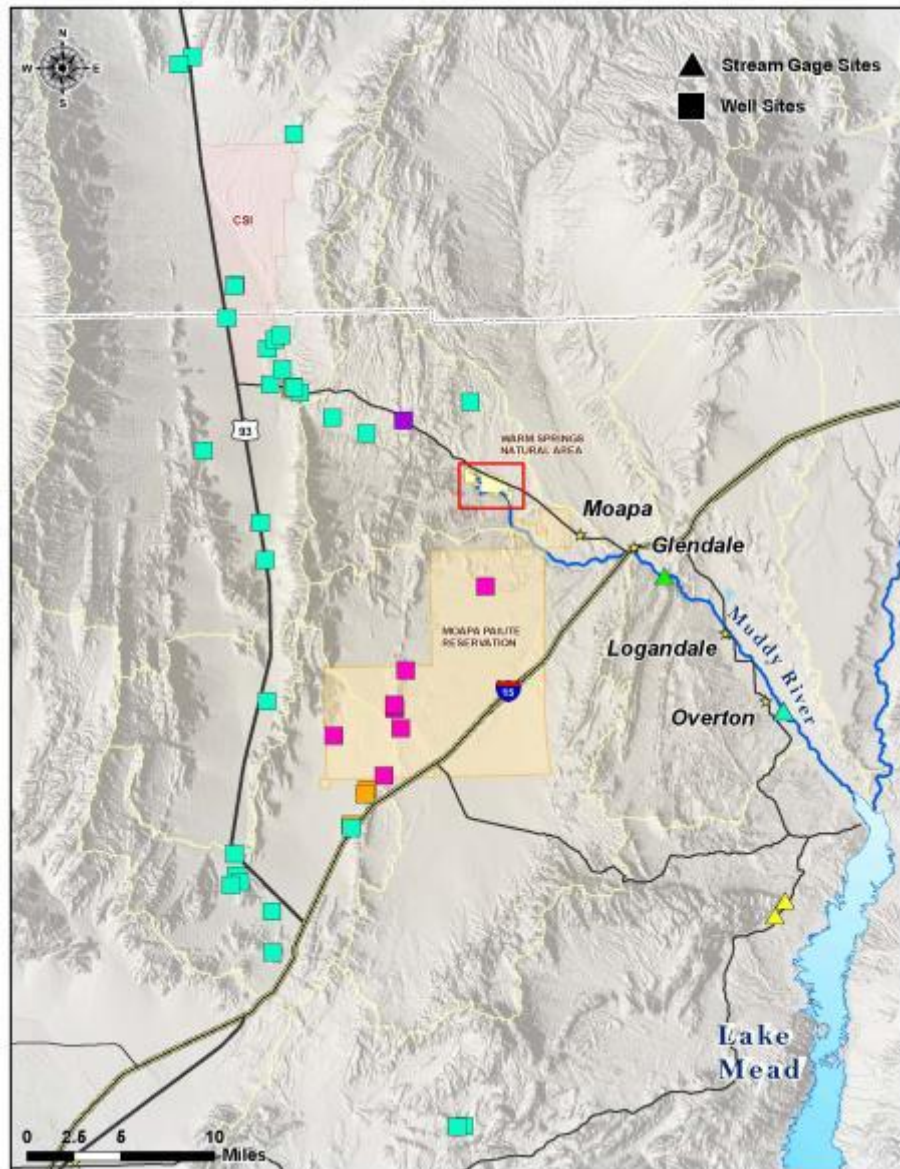 N
W E
S
Stream Gage Sites
Well Sites
CSI
93
WARM SPRINGS
NATURAL AREA
Moapa
Glendale
MOAPA PAIUTE
RESERVATION
Logandale
Muddy River
15
Overton
Lake
Mead
0 2.5 5 10
Miles